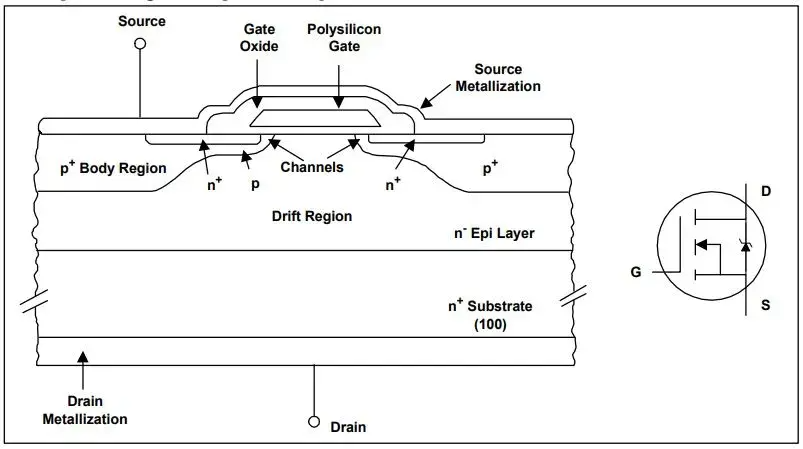 Source
Gate
Oxide
Polysilicon
Gate
Source
Metallization
p+ Body Region
n+
p
Channels
n+
p+
Drift Region
n- Epi Layer
n+ Substrate
(100)
Drain
Metallization
Drain
D
G
S